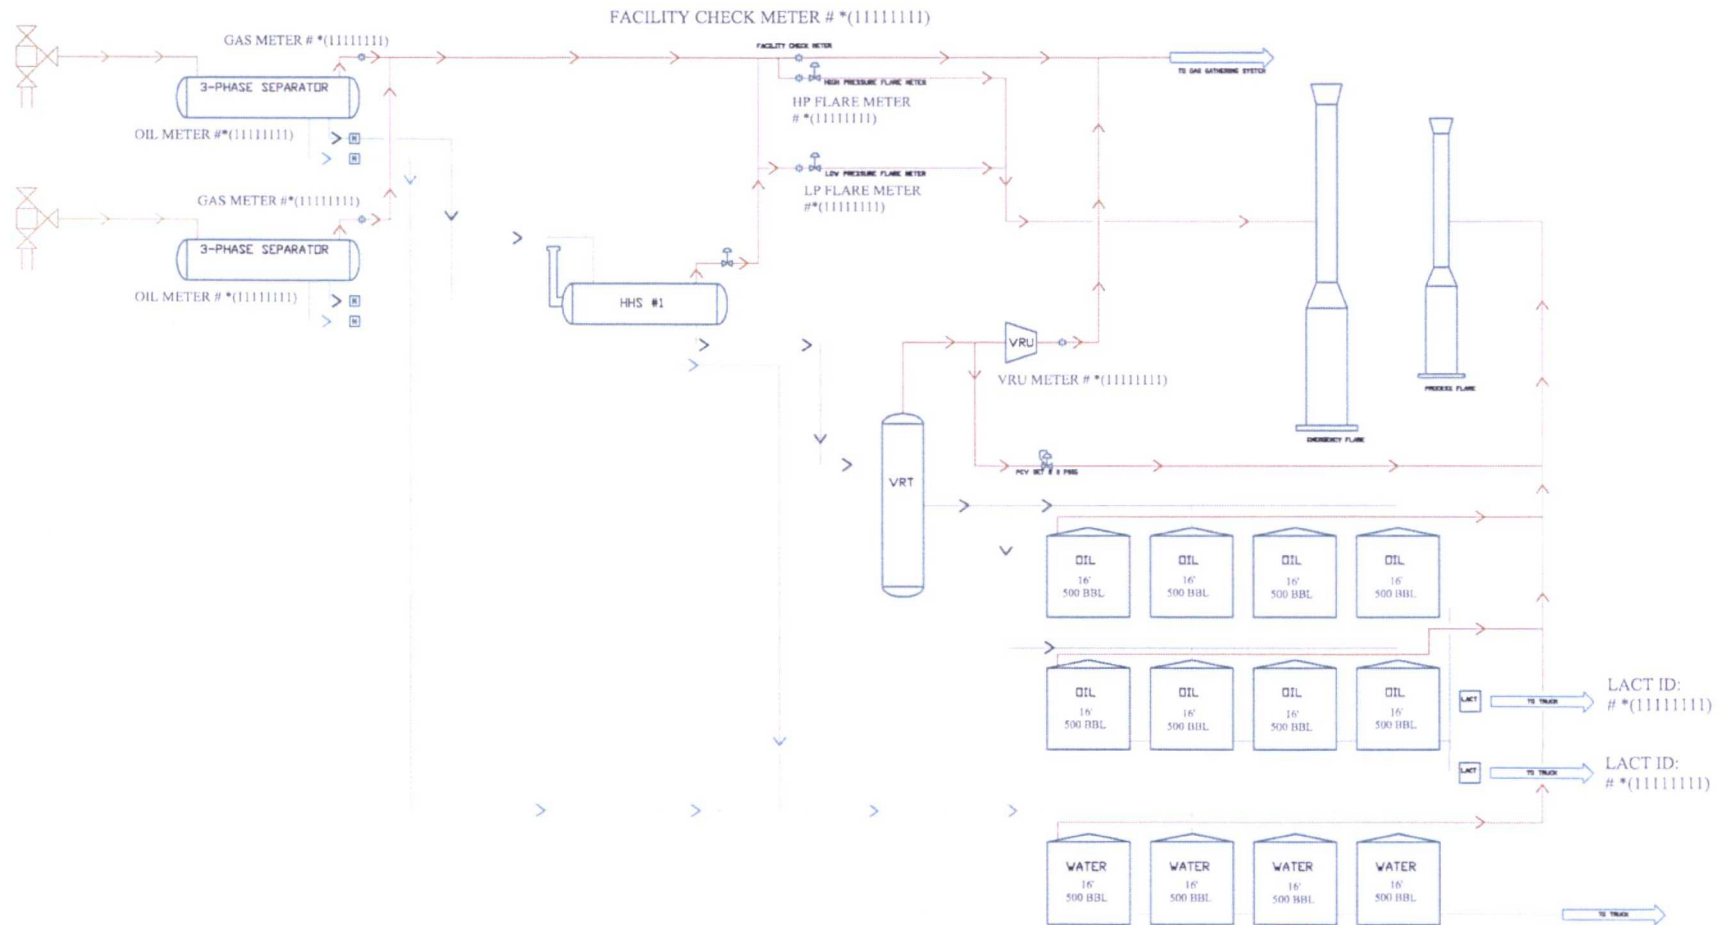 FACILITY CHECK METER # *(11111111)
GAS METER # *(11111111)
FACILITY CHECK METER
TO GAS GATHERING SYSTEM
3-PHASE SEPARATOR
HIGH PRESSURE FLARE METER
HP FLARE METER
# *(11111111)
OIL METER #*(11111111)
M
M
LOW PRESSURE FLARE METER
LP FLARE METER
#*(11111111)
GAS METER #*(11111111)
3-PHASE SEPARATOR
OIL METER # *(11111111)
M
M
HHS #1
VRU
VRU METER # *(11111111)
PROCESS FLARE
EMERGENCY FLARE
VRT
OIL
16'
500 BBL
OIL
16'
500 BBL
OIL
16'
500 BBL
OIL
16'
500 BBL
OIL
16'
500 BBL
OIL
16'
500 BBL
OIL
16'
500 BBL
OIL
16'
500 BBL
LACT
TO TRUCK
LACT ID:
# *(11111111)
LACT
TO TRUCK
LACT ID:
# *(11111111)
WATER
16'
500 BBL
WATER
16'
500 BBL
WATER
16'
500 BBL
WATER
16'
500 BBL
TO TRUCK